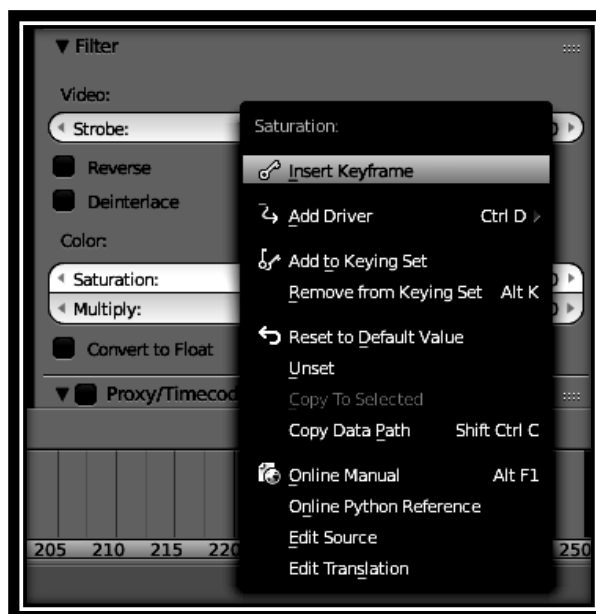 Filter
Video:
Strobe:
Reverse
Deinterlace
Color:
Saturation:
Multiply:
Convert to Float
Proxy/Timecod
205 210 215 220 250
Saturation:
Insert Keyframe
Add Driver Ctrl D
Add to Keying Set
Remove from Keying Set Alt K
Reset to Default Value
Unset
Copy To Selected
Copy Data Path Shift Ctrl C
Online Manual Alt F1
Online Python Reference
Edit Source
Edit Translation